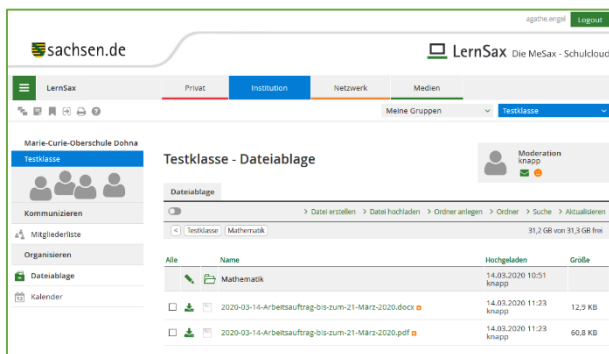 agathe.engel Logout
sachsen.de
LernSax Die MeSax - Schulcloud
LernSax Privat Institution Netzwerk Medien
Meine Gruppen Testklasse
Marie-Curie-Oberschule Dohna
Testklasse
Kommunizieren
Mitgliederliste
Organisieren
Dateiablage
Kalender
Testklasse - Dateiablage
Moderation
knapp
Dateiablage
> Datei erstellen > Datei hochladen > Ordner anlegen > Ordner > Suche > Aktualisieren
< Testklasse Mathematik 31,2 GB von 31,3 GB frei
Alle Name Hochgeladen Größe
Mathematik 14.03.2020 10:51
knapp
2020-03-14-Arbeitsauftrag-bis-zum-21-März-2020.docx 14.03.2020 11:23 12,9 KB
knapp
2020-03-14-Arbeitsauftrag-bis-zum-21-März-2020.pdf 14.03.2020 11:23 60,8 KB
knapp